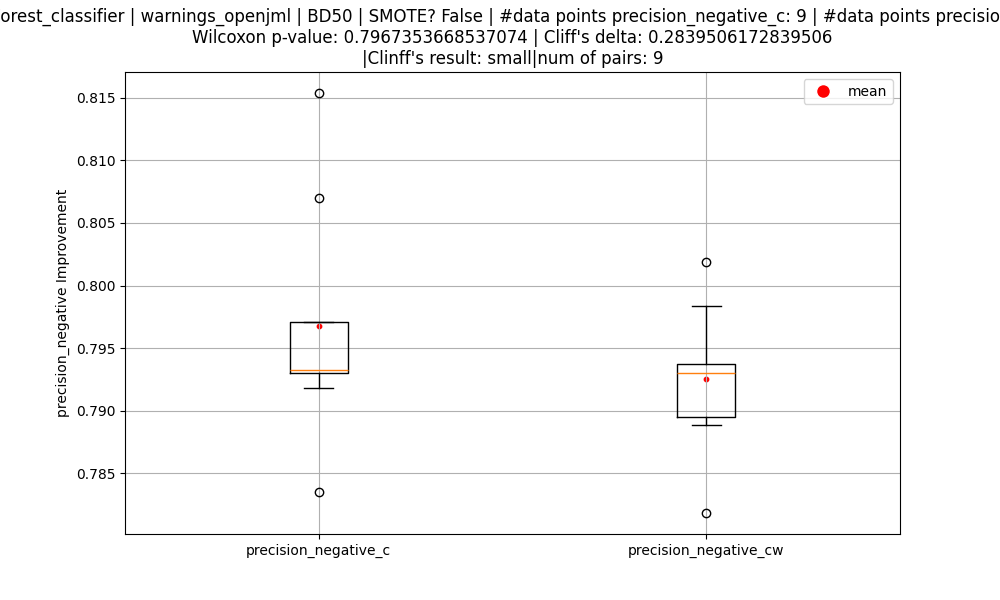 orest_classifier | warnings_openjml | BD50 | SMOTE? False | #data points precision_negative_c: 9 | #data points precisio
Wilcoxon p-value: 0.7967353668537074 | Cliff's delta: 0.2839506172839506
|Clinff's result: small|num of pairs: 9
mean
0.815
0.810
0.805
0.800
0.795
0.790
0.785
precision_negative Improvement
precision_negative_c
precision_negative_cw